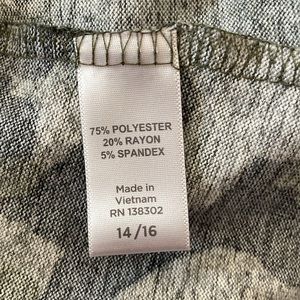 75% POLYESTER
20% RAYON
5% SPANDEX
Made in
Vietnam
RN 138302
14/16